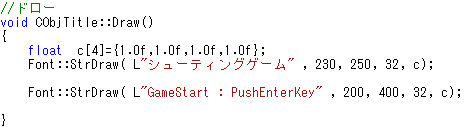 //ドロー
void CObjTitle::Draw()
{
    float  c[4]={1.0f,1.0f,1.0f,1.0f};
    Font::StrDraw( L"シューティングゲーム" , 230, 250, 32, c);
    Font::StrDraw( L"GameStart : PushEnterKey" , 200, 400, 32, c);
}